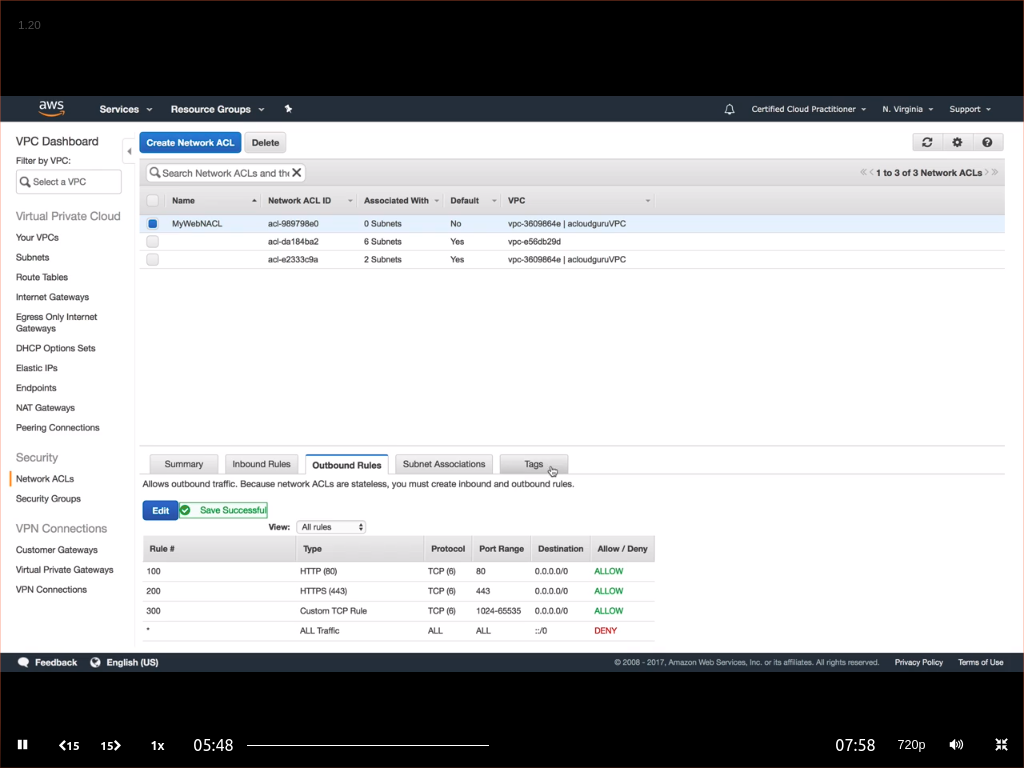 1.20
aws Services Resource Groups Certified Cloud Practitioner N. Virginia Support
VPC Dashboard
Filter by VPC:
Select a VPC
Virtual Private Cloud
Your VPCs
Subnets
Route Tables
Internet Gateways
Egress Only Internet
Gateways
DHCP Options Sets
Elastic IPs
Endpoints
NAT Gateways
Peering Connections
Security
Network ACLs
Security Groups
VPN Connections
Customer Gateways
Virtual Private Gateways
VPN Connections
Create Network ACL Delete
Search Network ACLs and the 1 to 3 of 3 Network ACLs
Name Network ACL ID Associated With Default VPC
MyWebNACL acl-989798e0 0 Subnets No vpc-3609864e | acloudguruVPC
acl-da184ba2 6 Subnets Yes vpc-e56db29d
acl-e2333c9a 2 Subnets Yes vpc-3609864e | acloudguruVPC
Summary Inbound Rules Outbound Rules Subnet Associations Tags
Allows outbound traffic. Because network ACLs are stateless, you must create inbound and outbound rules.
Edit Save Successful
View: All rules
Rule # Type Protocol Port Range Destination Allow / Deny
100 HTTP (80) TCP (6) 80 0.0.0.0/0 ALLOW
200 HTTPS (443) TCP (6) 443 0.0.0.0/0 ALLOW
300 Custom TCP Rule TCP (6) 1024-65535 0.0.0.0/0 ALLOW
* ALL Traffic ALL ALL ::/0 DENY
Feedback English (US) © 2008 - 2017, Amazon Web Services, Inc. or its affiliates. All rights reserved. Privacy Policy Terms of Use
15 15 1x 05:48 07:58 720p